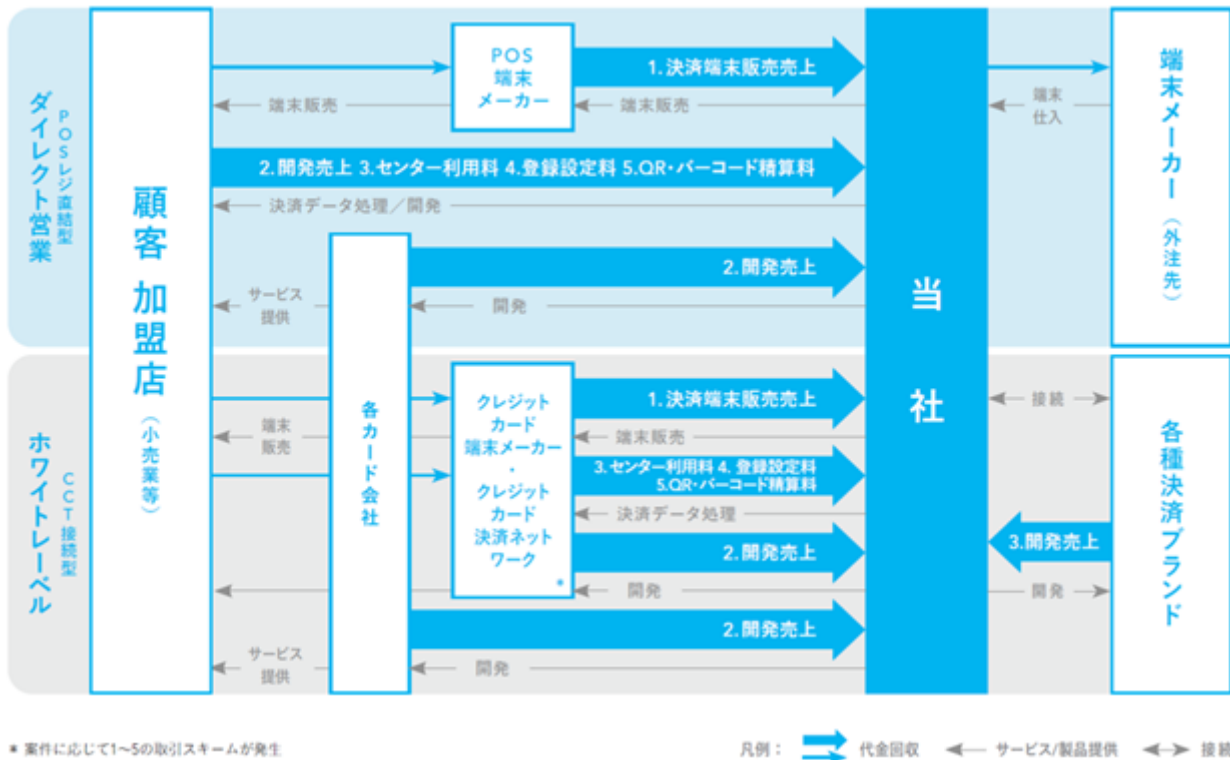 ダイレクト営業
POSレジ直結型
顧客 加盟店
（小売業等）
POS
端末
メーカー
1.決済端末販売売上
端末販売
端末販売
2.開発売上 3.センター利用料 4.登録設定料 5.QR・バーコード精算料
決済データ処理／開発
2.開発売上
サービス
提供
開発
当社
端末
仕入
端末メーカー
（外注先）
ホワイトレーベル
CCT接続型
各カード会社
クレジット
カード
端末メーカー
・
クレジット
カード
決済ネット
ワーク
*
端末
販売
1.決済端末販売売上
端末販売
3.センター利用料 4. 登録設定料
5.QR・バーコード精算料
決済データ処理
2.開発売上
開発
2.開発売上
サービス
提供
開発
接続
3.開発売上
開発
各種決済ブランド
* 案件に応じて1〜5の取引スキームが発生
凡例：
代金回収
サービス/製品提供
接続